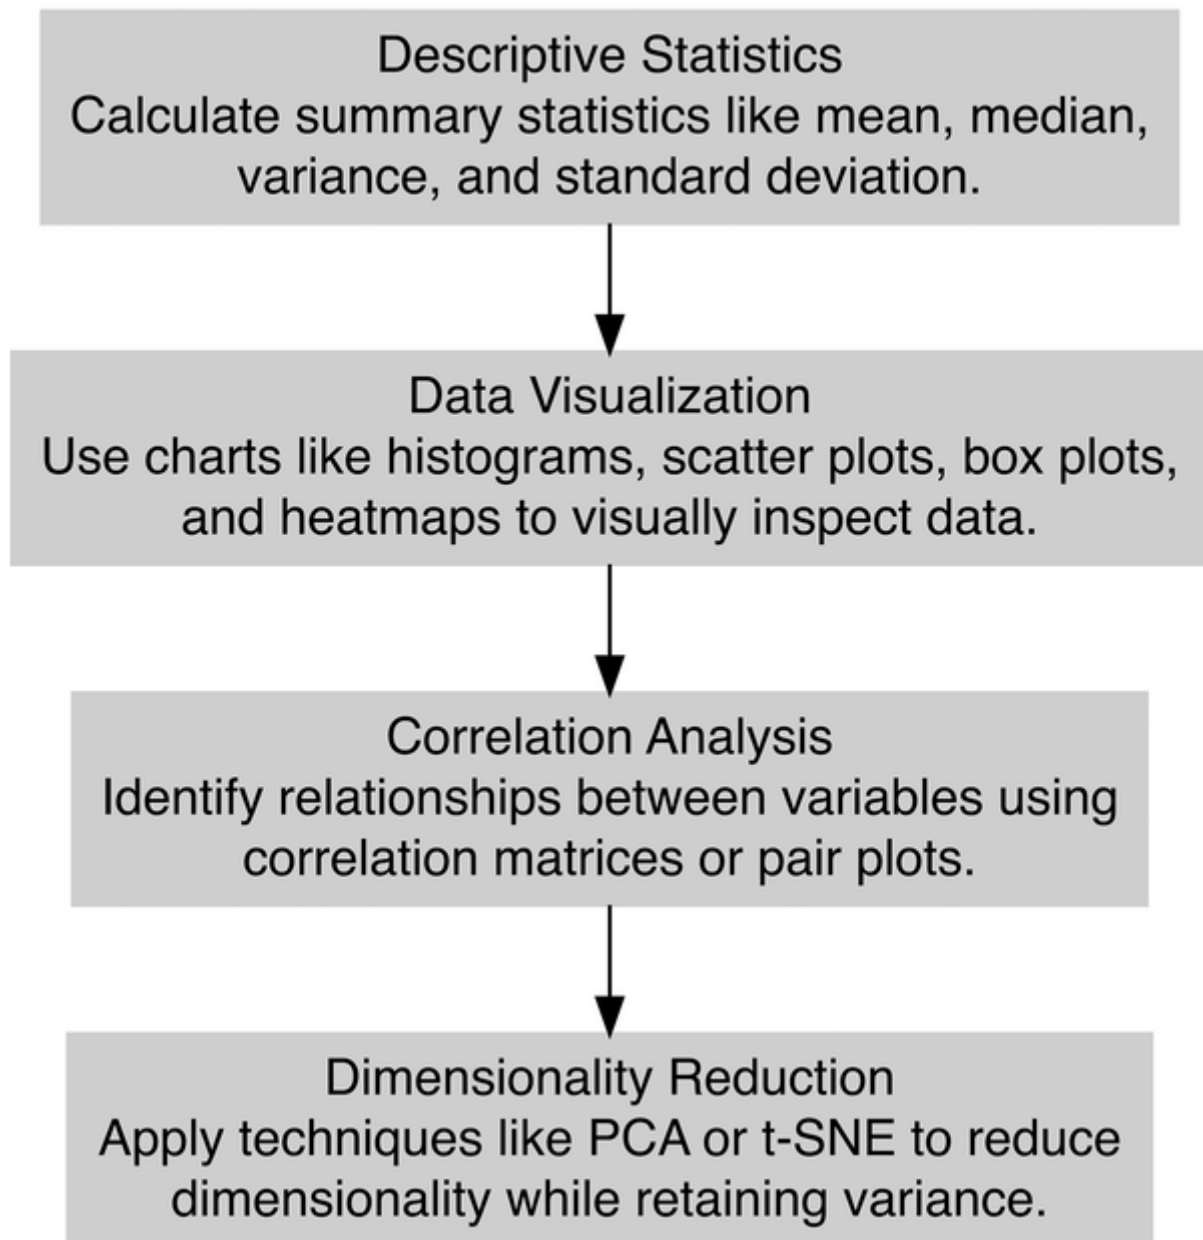 Descriptive Statistics
Calculate summary statistics like mean, median,
variance, and standard deviation.
Data Visualization
Use charts like histograms, scatter plots, box plots,
and heatmaps to visually inspect data.
Correlation Analysis
Identify relationships between variables using
correlation matrices or pair plots.
Dimensionality Reduction
Apply techniques like PCA or t-SNE to reduce
dimensionality while retaining variance.